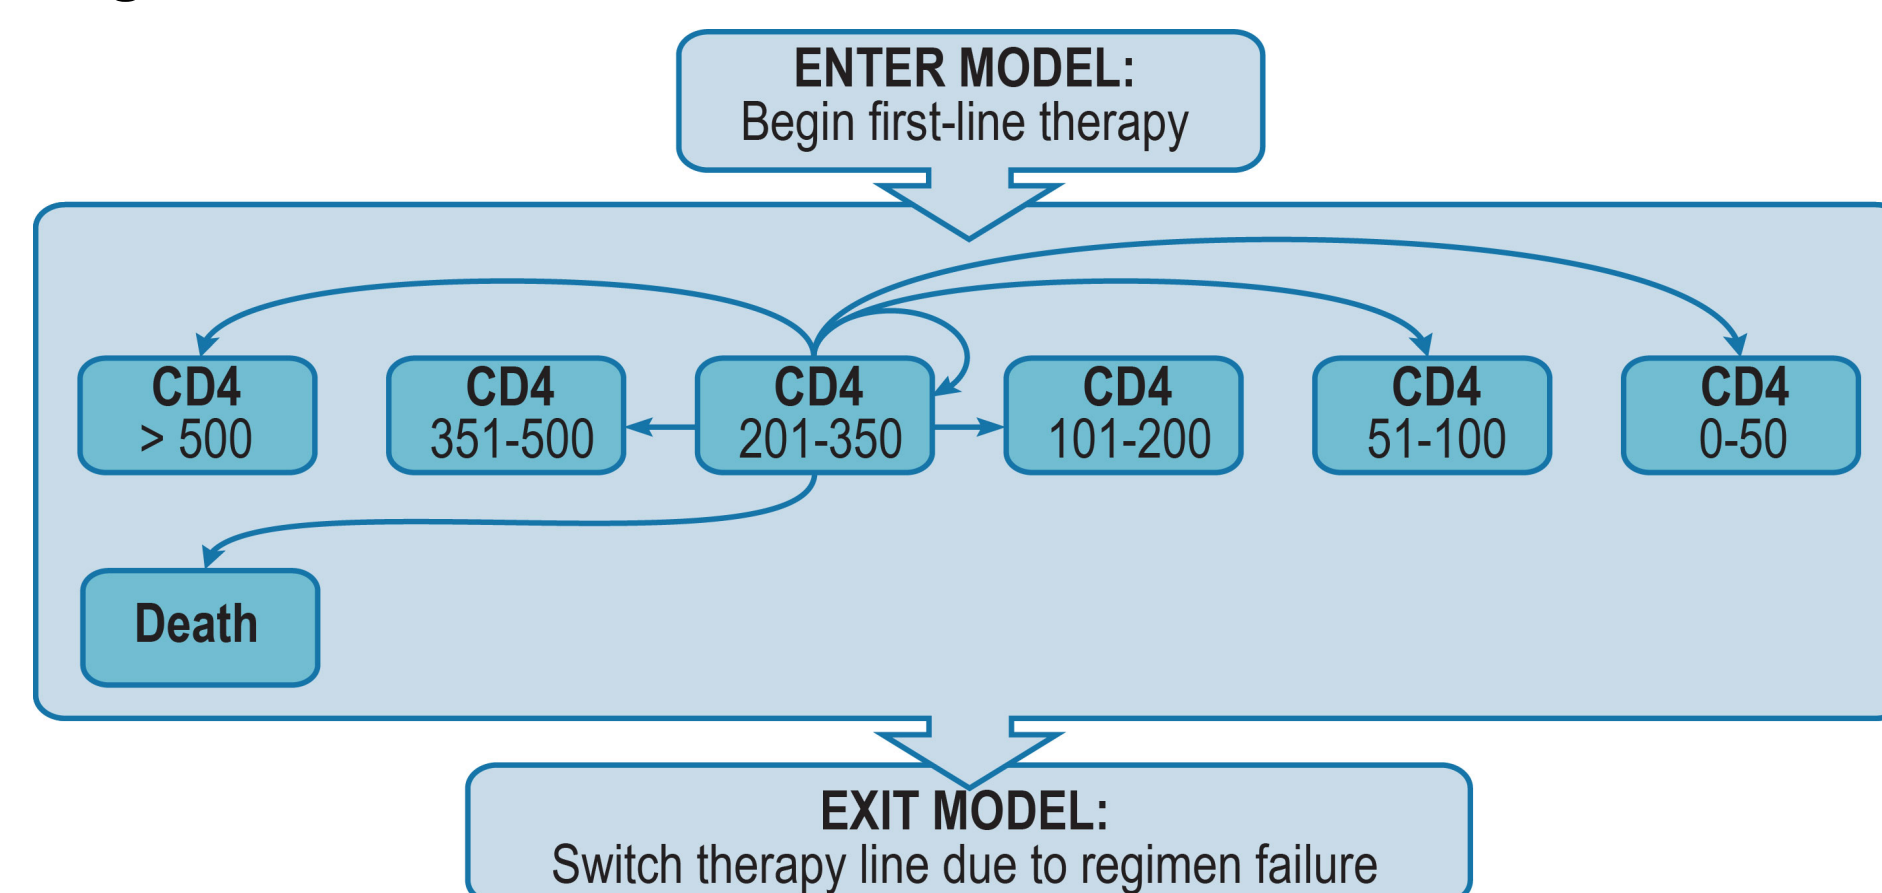 ENTER MODEL:
Begin first-line therapy
CD4
> 500
CD4
351-500
CD4
201-350
CD4
101-200
CD4
51-100
CD4
0-50
Death
EXIT MODEL:
Switch therapy line due to regimen failure